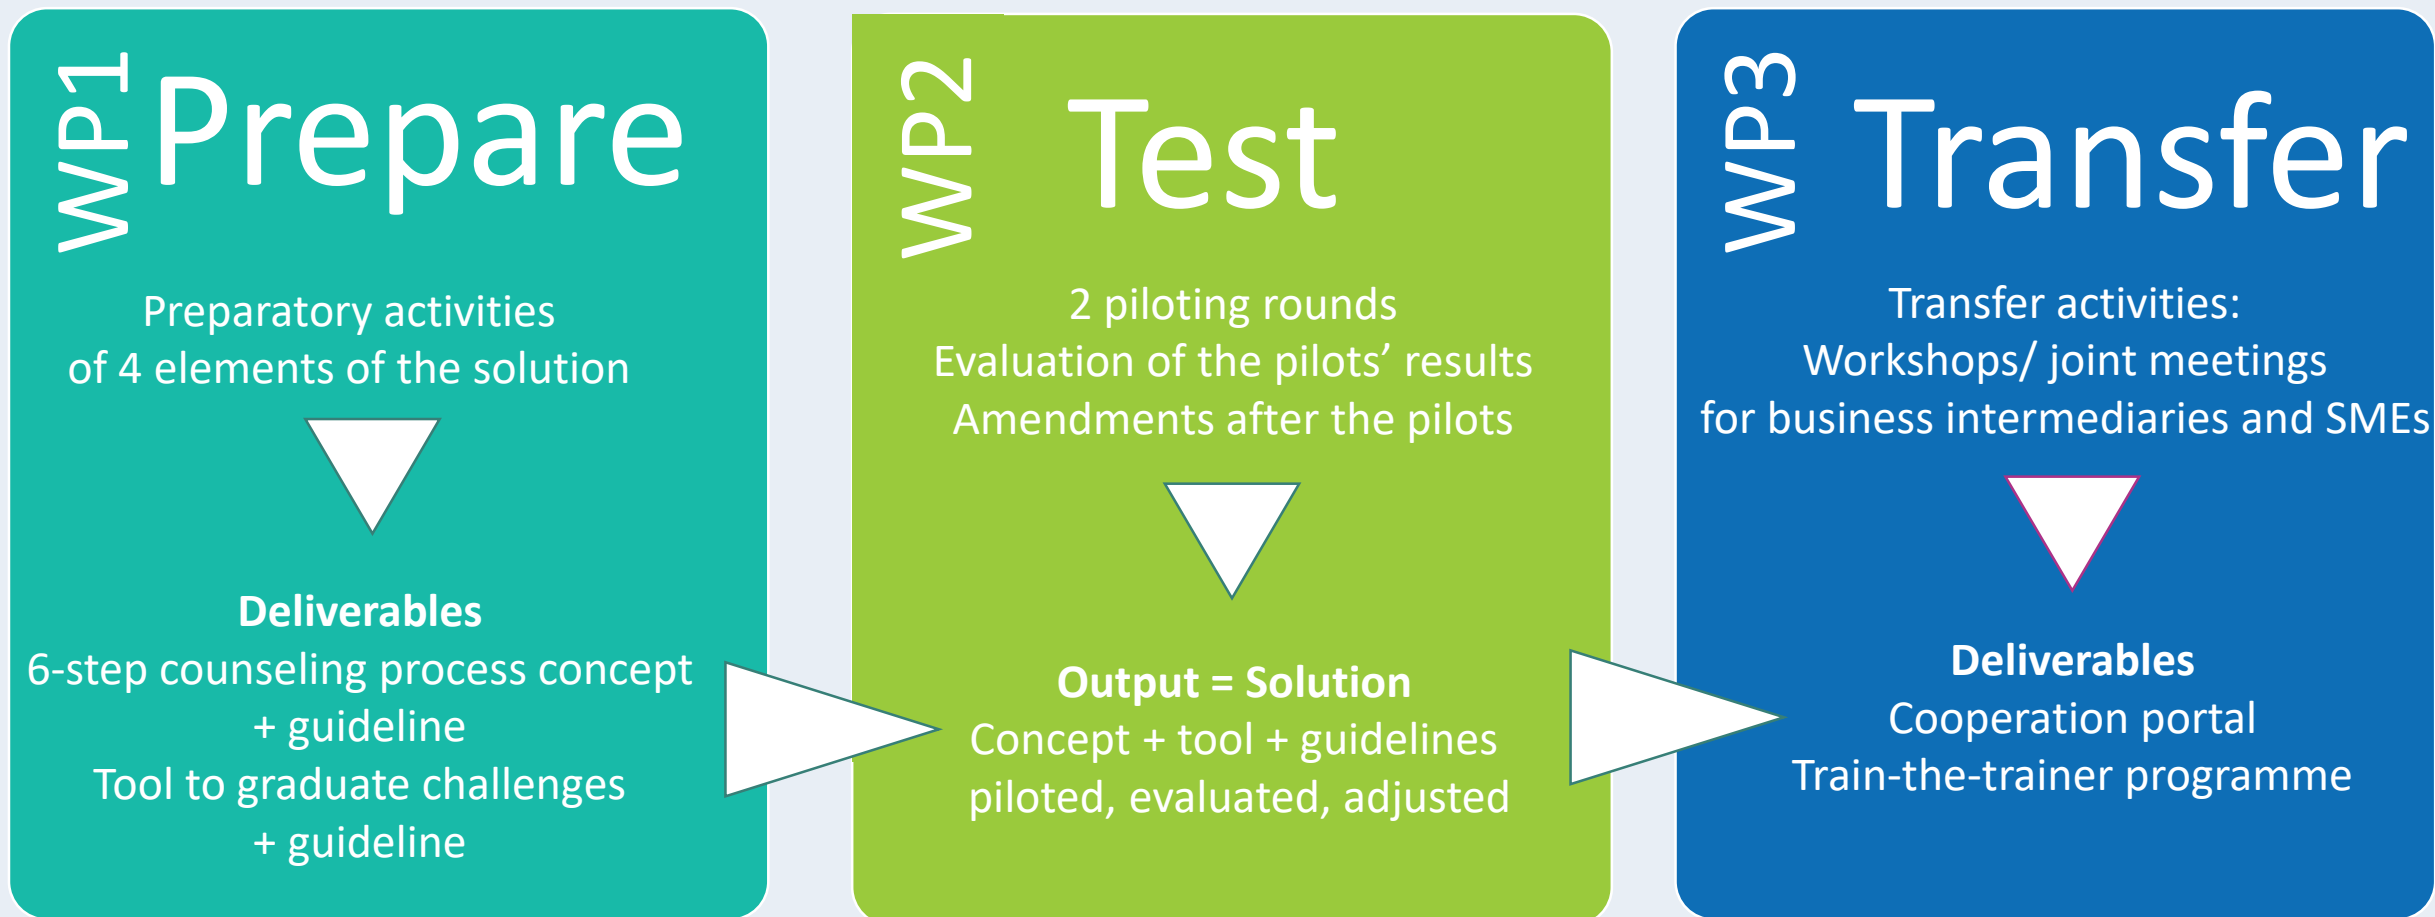 WP1
Prepare
Preparatory activities
of 4 elements of the solution
Deliverables
6-step counseling process concept
+ guideline
Tool to graduate challenges
+ guideline
WP2
Test
2 piloting rounds
Evaluation of the pilots’ results
Amendments after the pilots
Output = Solution
Concept + tool + guidelines
piloted, evaluated, adjusted
WP3
Transfer
Transfer activities:
Workshops/ joint meetings
for business intermediaries and SMEs
Deliverables
Cooperation portal
Train-the-trainer programme